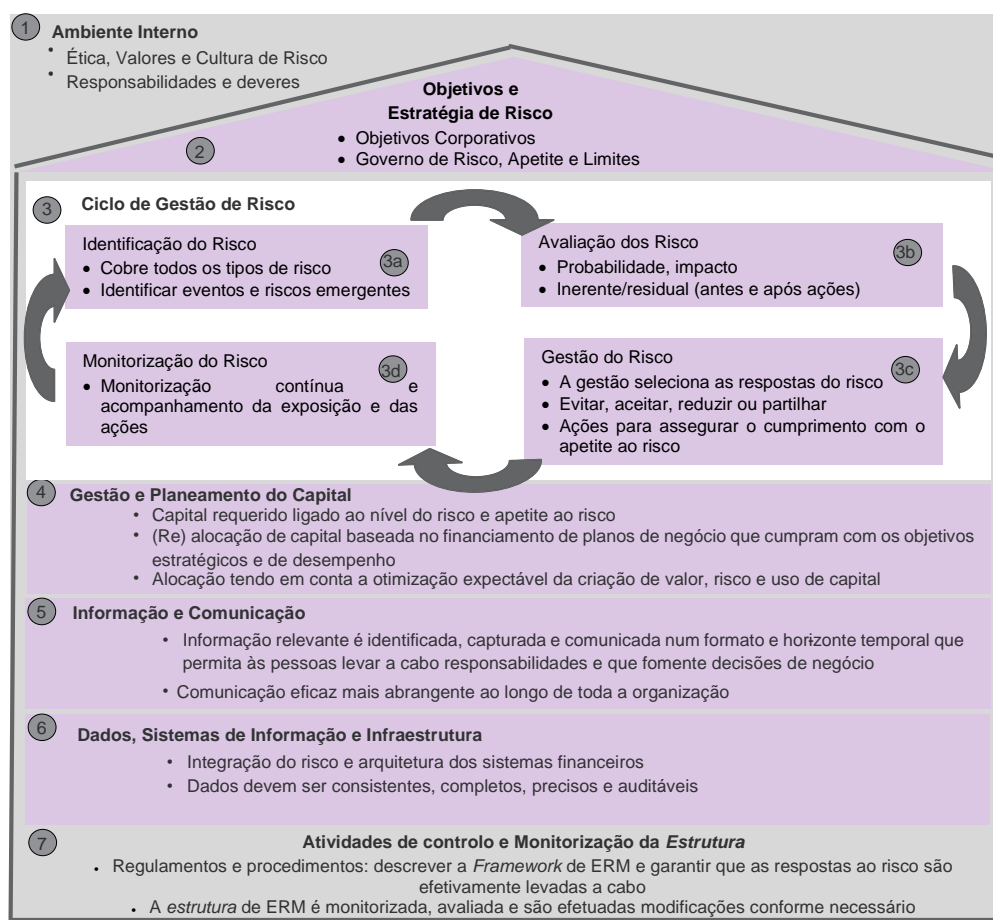 1 Ambiente Interno
• Ética, Valores e Cultura de Risco
• Responsabilidades e deveres
Objetivos e
Estratégia de Risco
2
• Objetivos Corporativos
• Governo de Risco, Apetite e Limites
3 Ciclo de Gestão de Risco
Identificação do Risco
3a
• Cobre todos os tipos de risco
• Identificar eventos e riscos emergentes
Avaliação dos Risco
3b
• Probabilidade, impacto
• Inerente/residual (antes e após ações)
Monitorização do Risco
3d
• Monitorização contínua e
acompanhamento da exposição e das
ações
Gestão do Risco
3c
• A gestão seleciona as respostas do risco
• Evitar, aceitar, reduzir ou partilhar
• Ações para assegurar o cumprimento com o
apetite ao risco
4 Gestão e Planeamento do Capital
• Capital requerido ligado ao nível do risco e apetite ao risco
• (Re) alocação de capital baseada no financiamento de planos de negócio que cumpram com os objetivos
estratégicos e de desempenho
• Alocação tendo em conta a otimização expectável da criação de valor, risco e uso de capital
5 Informação e Comunicação
• Informação relevante é identificada, capturada e comunicada num formato e horizonte temporal que
permita às pessoas levar a cabo responsabilidades e que fomente decisões de negócio
• Comunicação eficaz mais abrangente ao longo de toda a organização
6 Dados, Sistemas de Informação e Infraestrutura
• Integração do risco e arquitetura dos sistemas financeiros
• Dados devem ser consistentes, completos, precisos e auditáveis
7 Atividades de controlo e Monitorização da Estrutura
• Regulamentos e procedimentos: descrever a Framework de ERM e garantir que as respostas ao risco são
efetivamente levadas a cabo
• A estrutura de ERM é monitorizada, avaliada e são efetuadas modificações conforme necessário